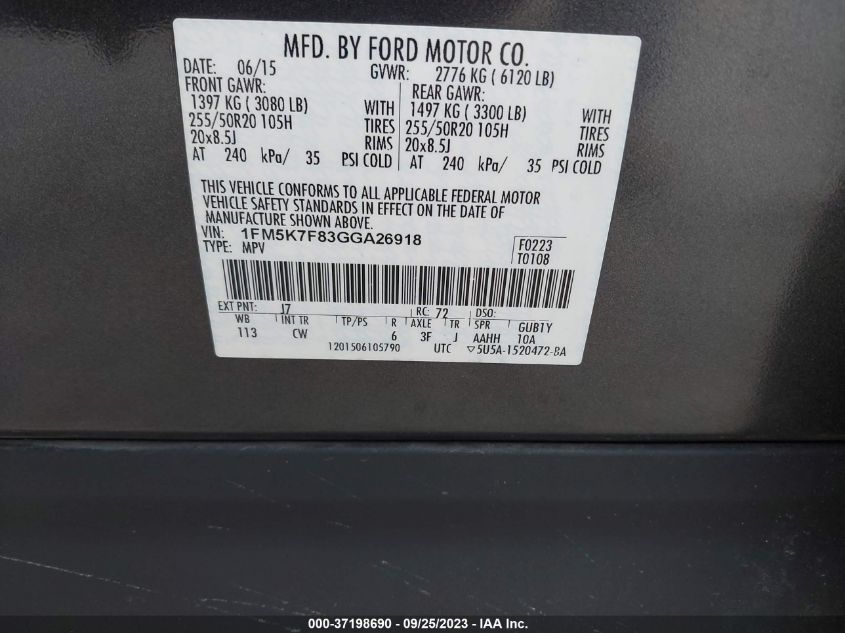 MFD. BY FORD MOTOR CO.
DATE: 06/15 GVWR: 2776 KG ( 6120 LB)
FRONT GAWR: REAR GAWR:
1397 KG ( 3080 LB) WITH 1497 KG ( 3300 LB) WITH
255/50R20 105H TIRES 255/50R20 105H TIRES
20x8.5J RIMS 20x8.5J RIMS
AT 240 kPa/ 35 PSI COLD AT 240 kPa/ 35 PSI COLD
THIS VEHICLE CONFORMS TO ALL APPLICABLE FEDERAL MOTOR
VEHICLE SAFETY STANDARDS IN EFFECT ON THE DATE OF
MANUFACTURE SHOWN ABOVE.
VIN: 1FM5K7F83GGA26918 F0223
TYPE: MPV T0108
EXT PNT: J7 RC: 72 DSO:
WB INT TR TP/PS R AXLE TR SPR GUB1Y
113 CW 6 3F J AAHH 10A
1201506105790 UTC ▽5U5A-1520472-BA
000-37198690 - 09/25/2023 - IAA Inc.